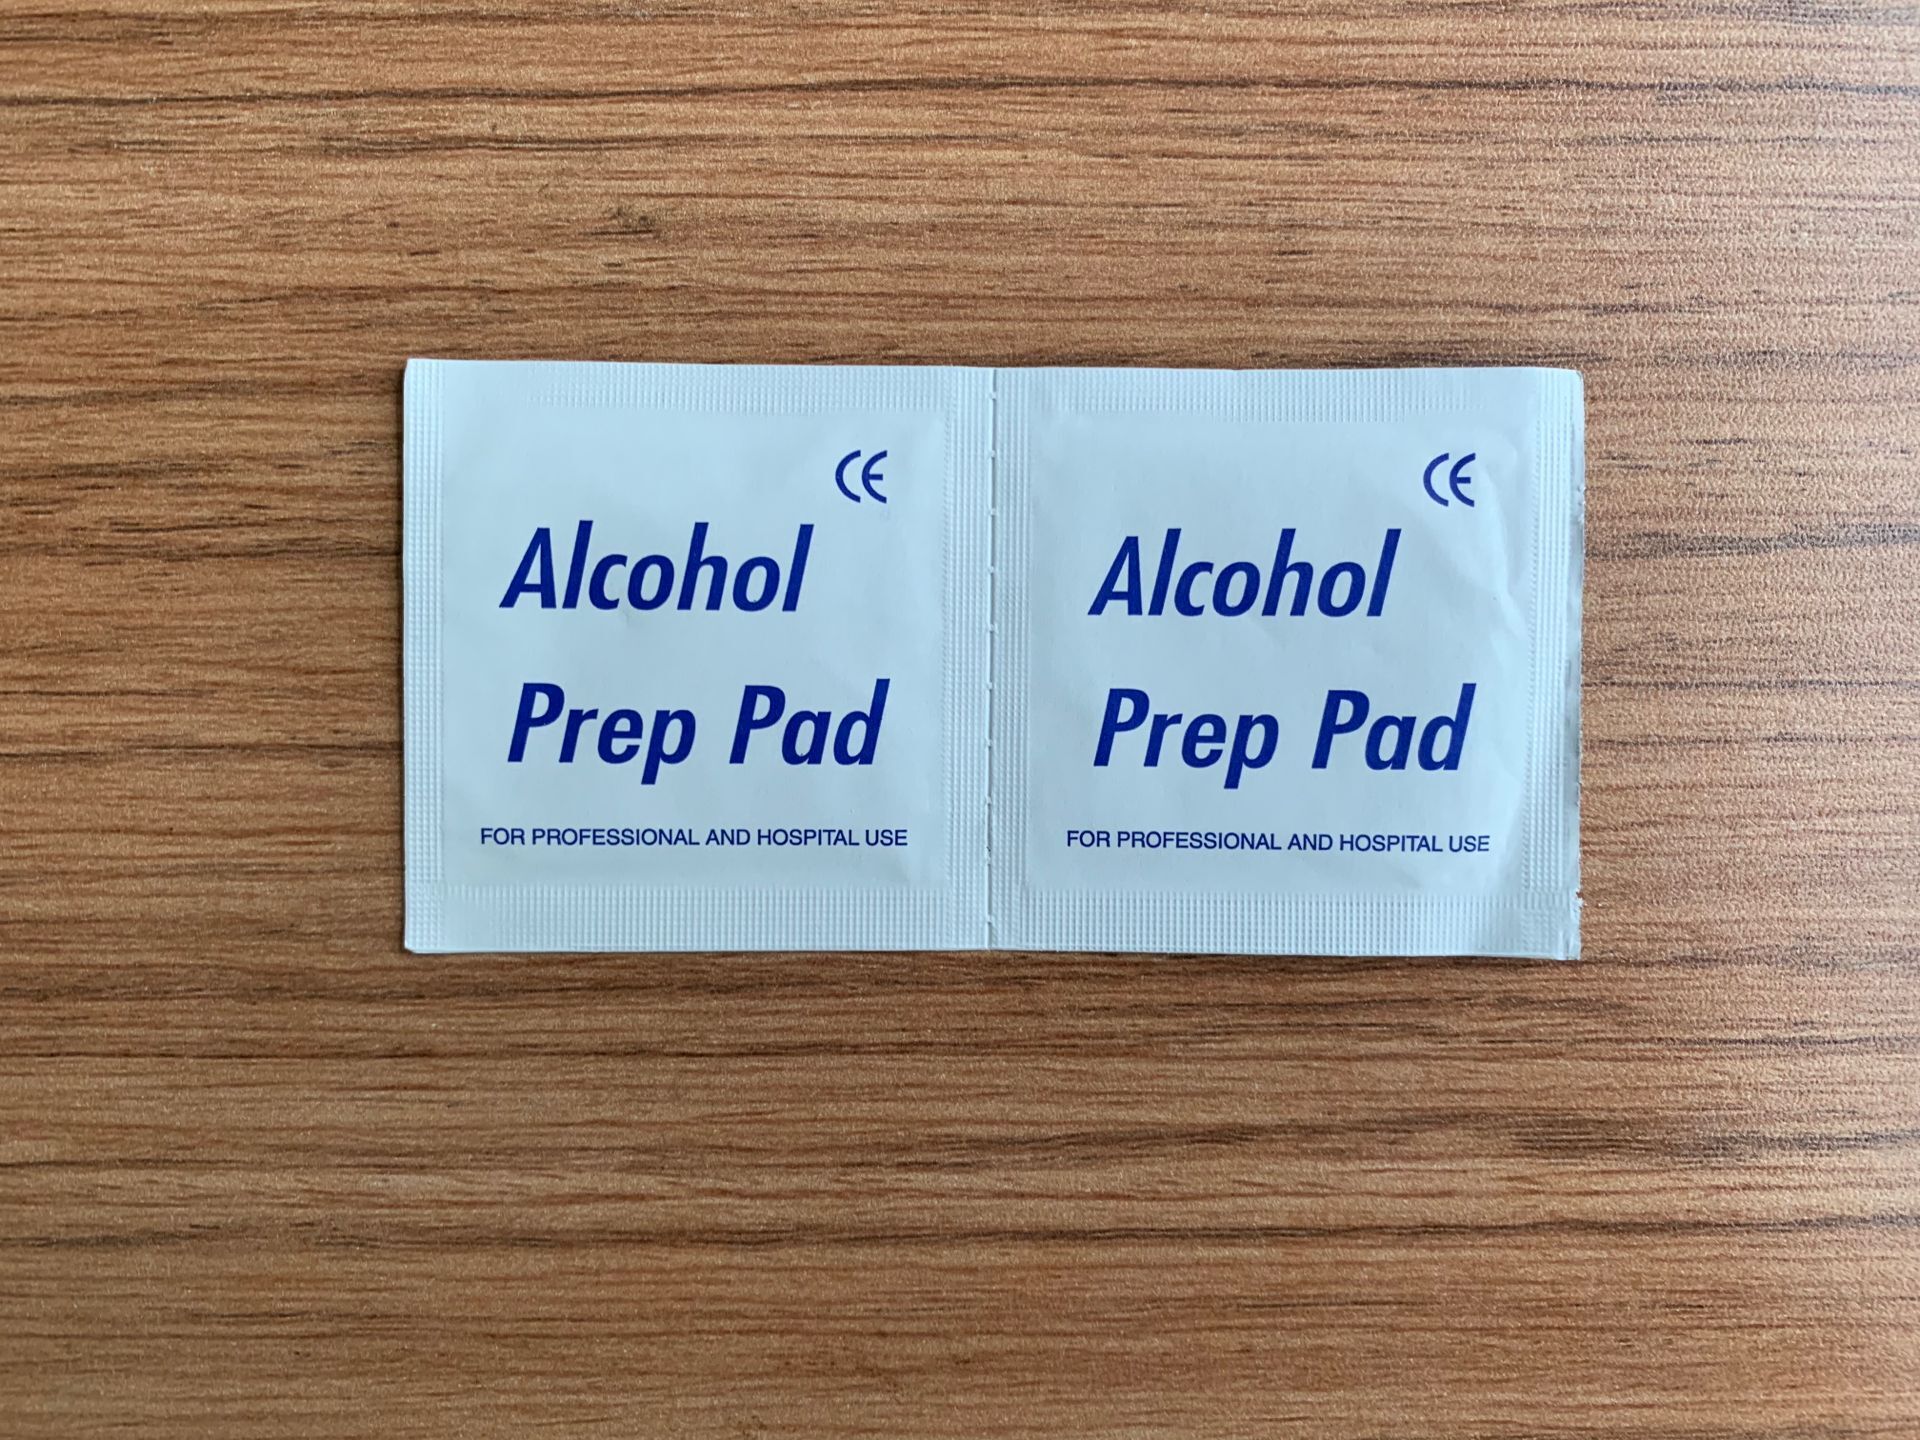 CE
Alcohol
Prep Pad
FOR PROFESSIONAL AND HOSPITAL USE
CE
Alcohol
Prep Pad
FOR PROFESSIONAL AND HOSPITAL USE